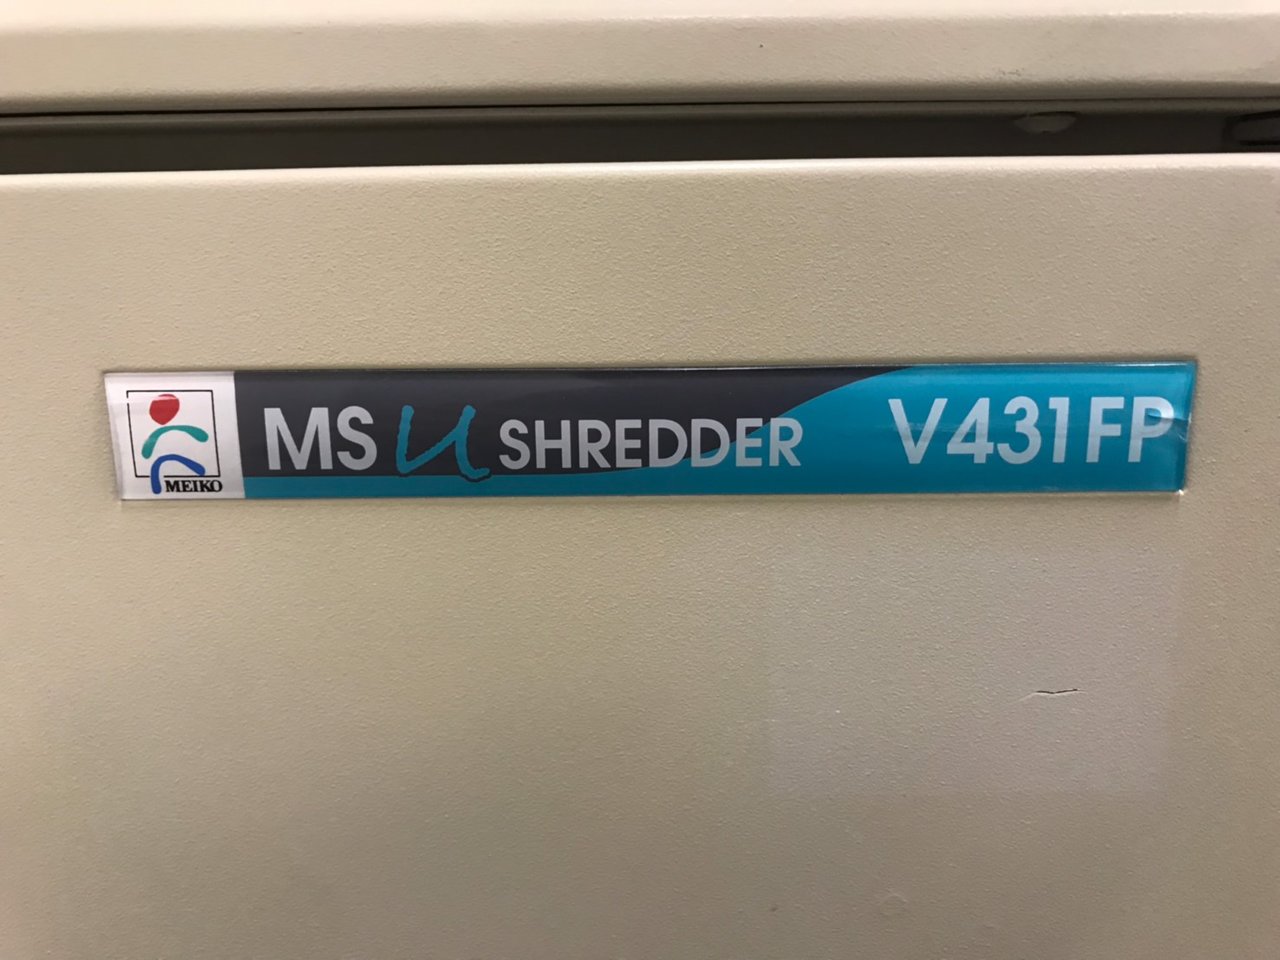 MEIKO
MS U SHREDDER V431FP